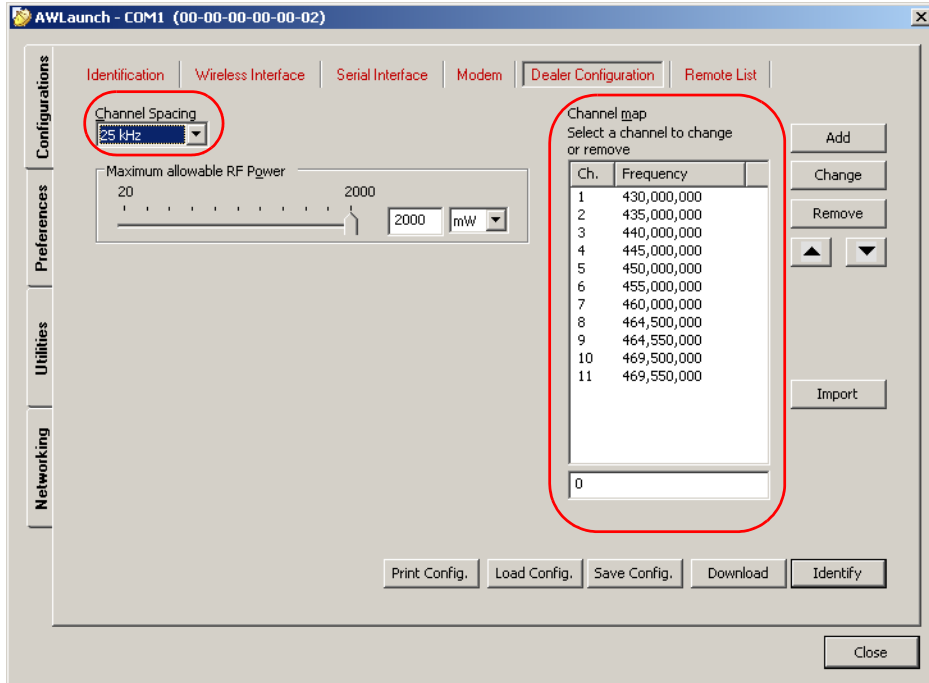 AWLaunch - COM1 (00-00-00-00-00-02)
Configurations
Preferences
Utilities
Networking
Identification
Wireless Interface
Serial Interface
Modem
Dealer Configuration
Remote List
Channel Spacing
25 kHz
Maximum allowable RF Power
20 2000
2000 mW
Channel map
Select a channel to change
or remove
Ch. Frequency
1 430,000,000
2 435,000,000
3 440,000,000
4 445,000,000
5 450,000,000
6 455,000,000
7 460,000,000
8 464,500,000
9 464,550,000
10 469,500,000
11 469,550,000
0
Add
Change
Remove
Import
Print Config.
Load Config.
Save Config.
Download
Identify
Close